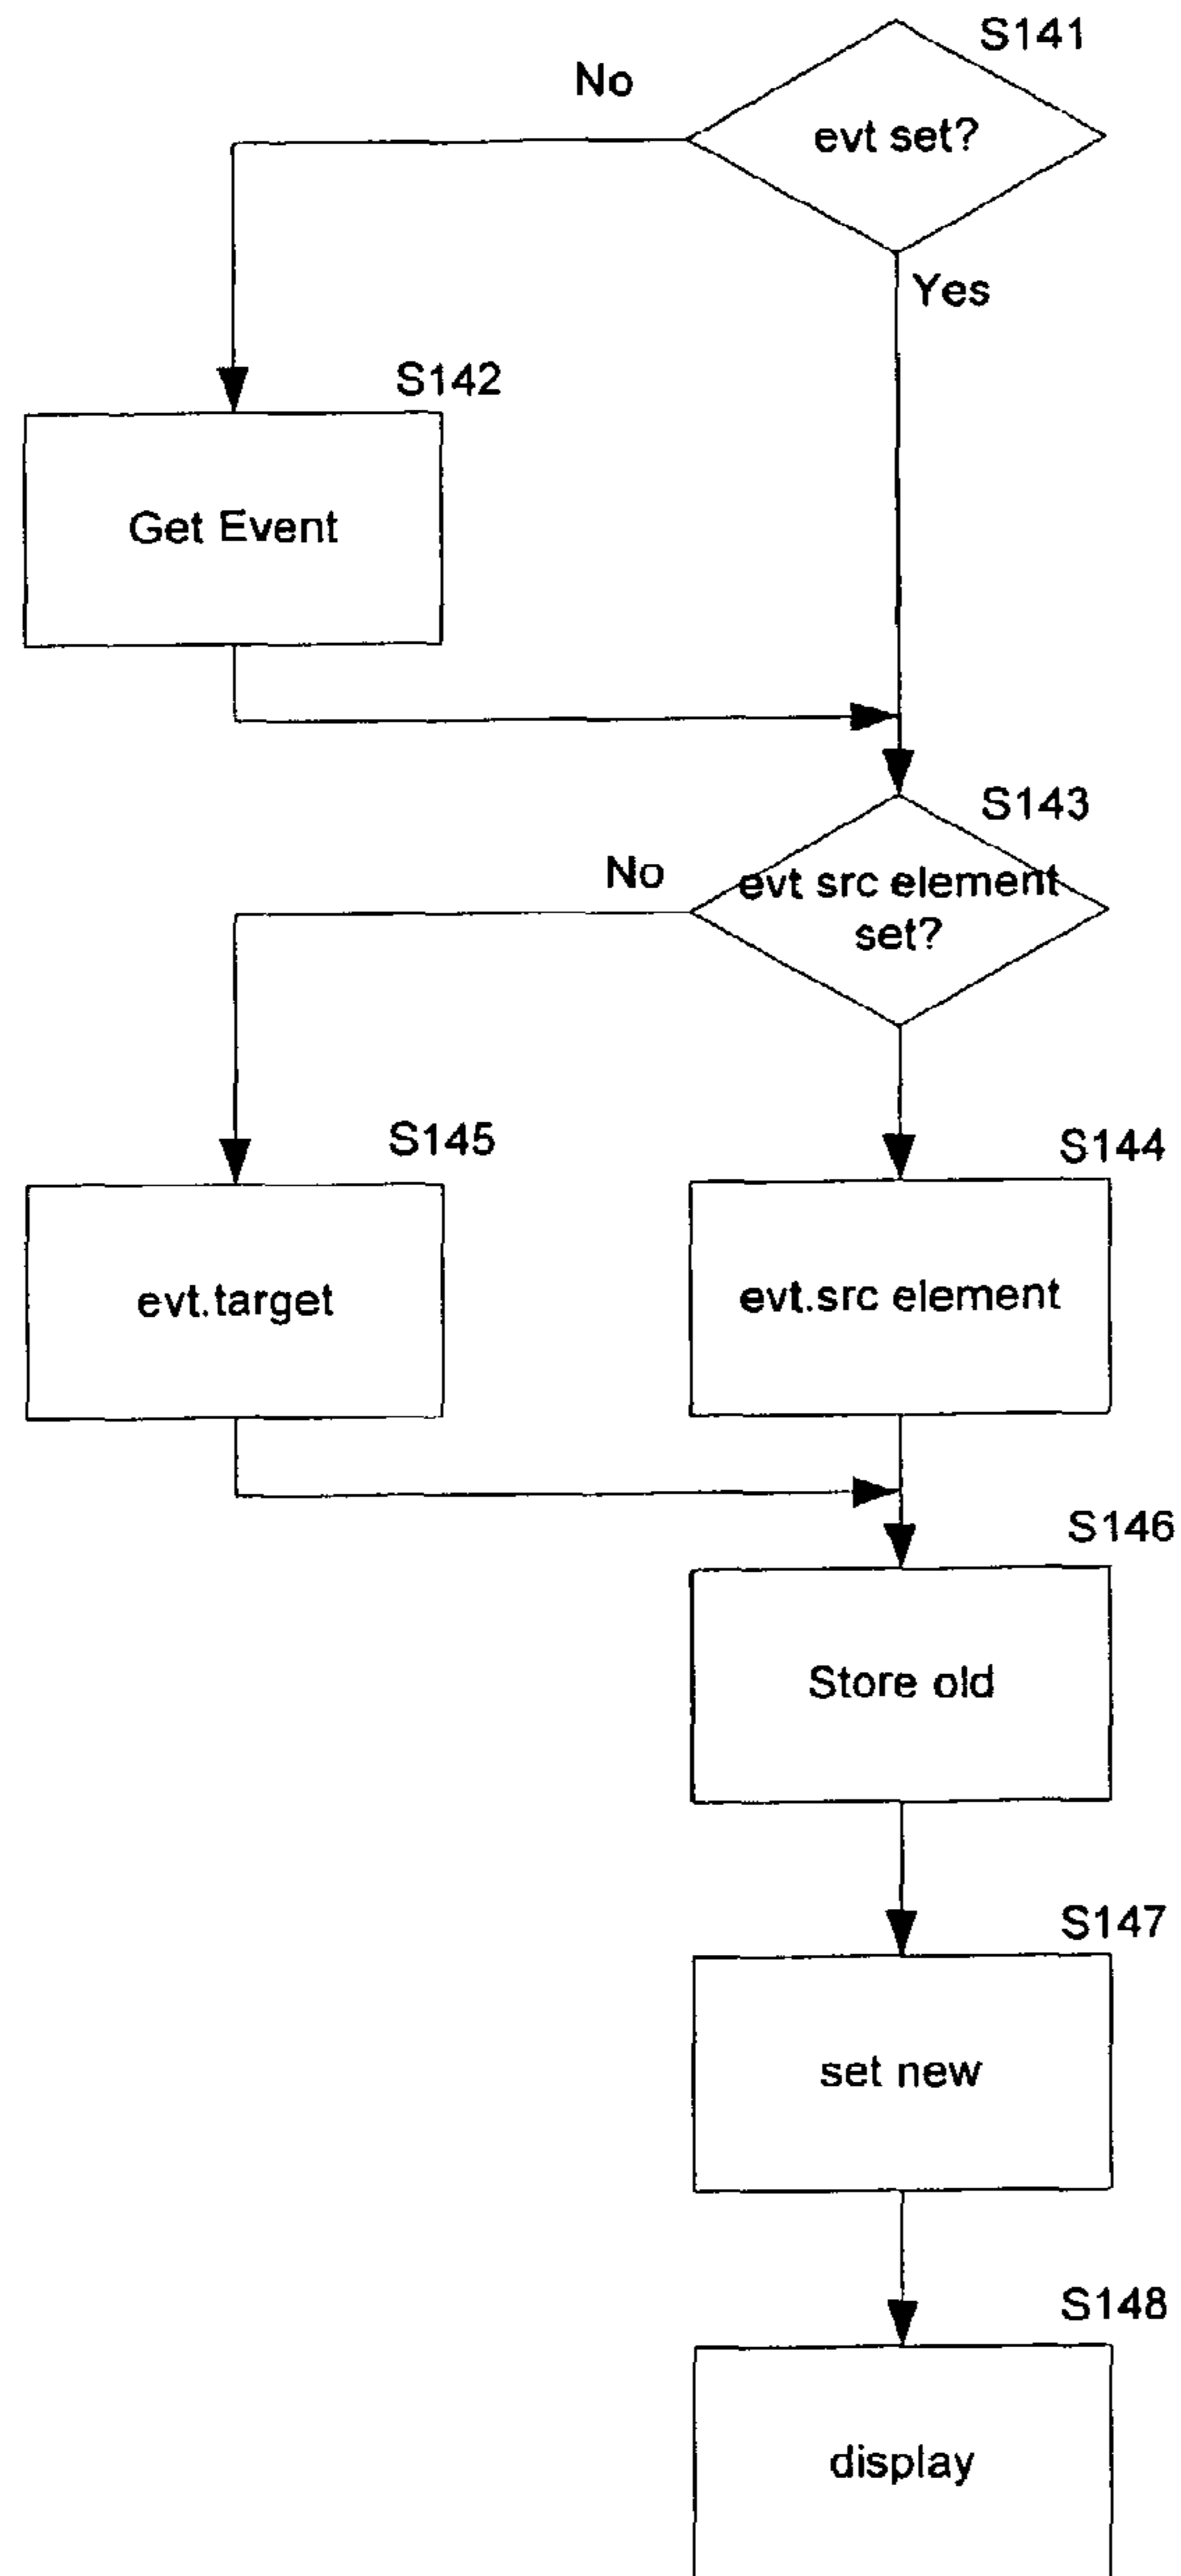 S141
No
evt set?
Yes
S142
Get Event
S143
No
evt src element
set?
S145
S144
evt.target
evt.src element
S146
Store old
S147
set new
S148
display